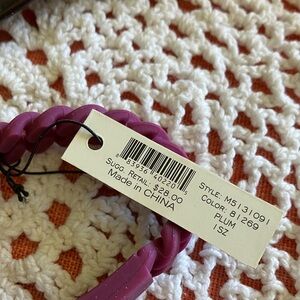 STYLE: M5131091
COLOR: 81269
PLUM
1SZ
SUGG. RETAIL: $28.00
Made in CHINA